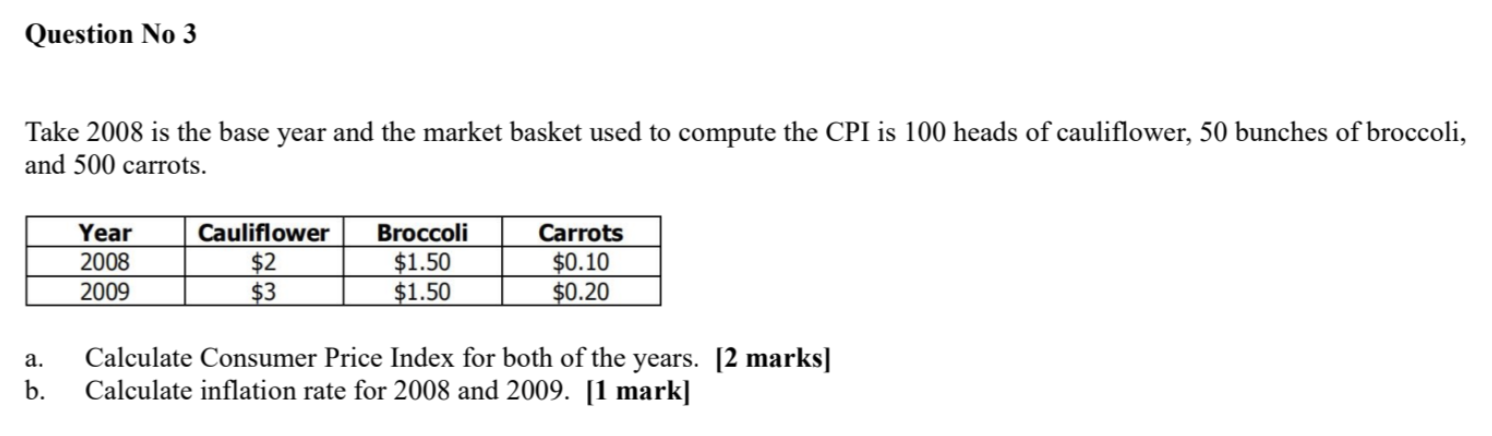 Question No 3
Take 2008 is the base year and the market basket used to compute the CPI is 100 heads of cauliflower, 50 bunches of broccoli,
and 500 carrots.
Year Cauliflower Broccoli Carrots
2008 $2 $1.50 $0.10
2009 $3 $1.50 $0.20
a. Calculate Consumer Price Index for both of the years. [2 marks]
b. Calculate inflation rate for 2008 and 2009. [1 mark]